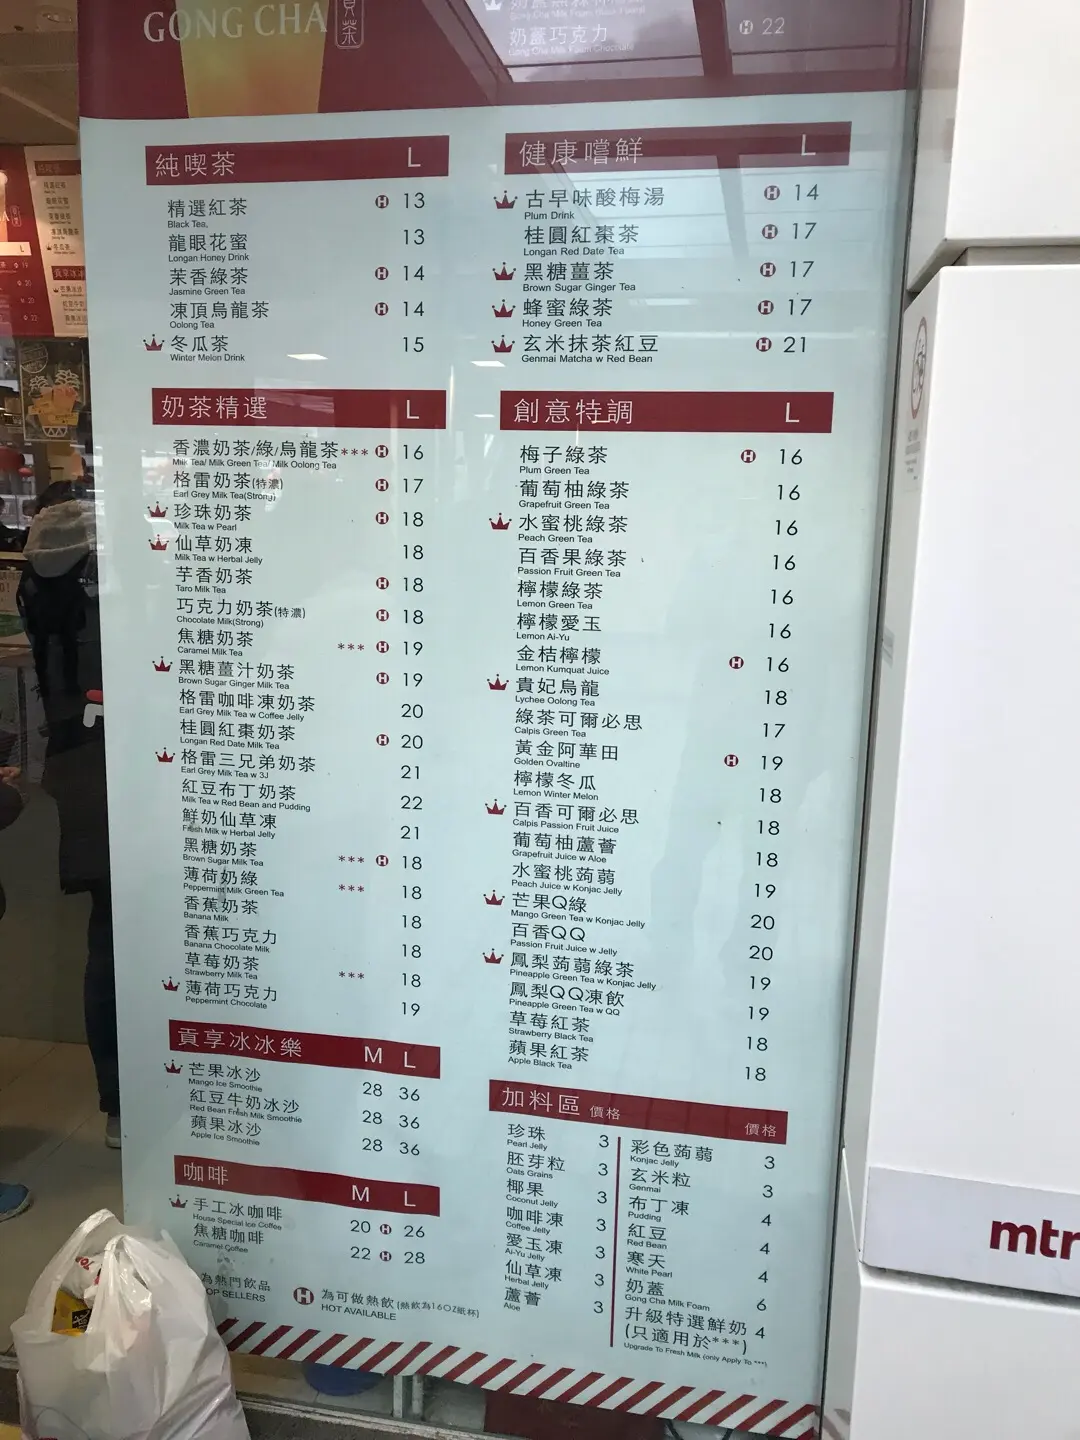 GONG CHA 貢茶
奶蓋巧克力 H 22
Gong Cha Milk Foam Chocolate
純喫茶 L
精選紅茶 H 13
Black Tea,
龍眼花蜜 13
Longan Honey Drink
茉香綠茶 H 14
Jasmine Green Tea
凍頂烏龍茶 H 14
Oolong Tea
冬瓜茶 15
Winter Melon Drink
奶茶精選 L
香濃奶茶/綠/烏龍茶*** H 16
Milk Tea/ Milk Green Tea/ Milk Oolong Tea
格雷奶茶(特濃) H 17
Earl Grey Milk Tea(Strong)
珍珠奶茶 H 18
Milk Tea w Pearl
仙草奶凍 18
Milk Tea w Herbal Jelly
芋香奶茶 H 18
Taro Milk Tea
巧克力奶茶(特濃) H 18
Chocolate Milk(Strong)
焦糖奶茶 *** H 19
Caramel Milk Tea
黑糖薑汁奶茶 H 19
Brown Sugar Ginger Milk Tea
格雷咖啡凍奶茶 20
Earl Grey Milk Tea w Coffee Jelly
桂圓紅棗奶茶 H 20
Longan Red Date Milk Tea
格雷三兄弟奶茶 21
Earl Grey Milk Tea w 3J
紅豆布丁奶茶 22
Milk Tea w Red Bean and Pudding
鮮奶仙草凍 21
Fresh Milk w Herbal Jelly
黑糖奶茶 *** H 18
Brown Sugar Milk Tea
薄荷奶綠 *** 18
Peppermint Milk Green Tea
香蕉奶茶 18
Banana Milk
香蕉巧克力 18
Banana Chocolate Milk
草莓奶茶 *** 18
Strawberry Milk Tea
薄荷巧克力 19
Peppermint Chocolate
貢享冰冰樂 M L
芒果冰沙 28 36
Mango Ice Smoothie
紅豆牛奶冰沙 28 36
Red Bean Fresh Milk Smoothie
蘋果冰沙 28 36
Apple Ice Smoothie
咖啡 M L
手工冰咖啡 20 H 26
House Special Ice Coffee
焦糖咖啡 22 H 28
Caramel Coffee
為熱門飲品
TOP SELLERS
H 為可做熱飲(熱飲為16OZ紙杯)
HOT AVAILABLE
健康嚐鮮 L
古早味酸梅湯 H 14
Plum Drink
桂圓紅棗茶 H 17
Longan Red Date Tea
黑糖薑茶 H 17
Brown Sugar Ginger Tea
蜂蜜綠茶 H 17
Honey Green Tea
玄米抹茶紅豆 H 21
Genmai Matcha w Red Bean
創意特調 L
梅子綠茶 H 16
Plum Green Tea
葡萄柚綠茶 16
Grapefruit Green Tea
水蜜桃綠茶 16
Peach Green Tea
百香果綠茶 16
Passion Fruit Green Tea
檸檬綠茶 16
Lemon Green Tea
檸檬愛玉 16
Lemon Ai-Yu
金桔檸檬 H 16
Lemon Kumquat Juice
貴妃烏龍 18
Lychee Oolong Tea
綠茶可爾必思 17
Calpis Green Tea
黃金阿華田 H 19
Golden Ovaltine
檸檬冬瓜 18
Lemon Winter Melon
百香可爾必思 18
Calpis Passion Fruit Juice
葡萄柚蘆薈 18
Grapefruit Juice w Aloe
水蜜桃蒟蒻 19
Peach Juice w Konjac Jelly
芒果Q綠 20
Mango Green Tea w Konjac Jelly
百香QQ 20
Passion Fruit Juice w Jelly
鳳梨蒟蒻綠茶 19
Pineapple Green Tea w Konjac Jelly
鳳梨QQ凍飲 19
Pineapple Green Tea w QQ
草莓紅茶 18
Strawberry Black Tea
蘋果紅茶 18
Apple Black Tea
加料區 價格 價格
珍珠 3
Pearl Jelly
胚芽粒 3
Oats Grains
椰果 3
Coconut Jelly
咖啡凍 3
Coffee Jelly
愛玉凍 3
Ai-Yu Jelly
仙草凍 3
Herbal Jelly
蘆薈 3
Aloe
彩色蒟蒻 3
Konjac Jelly
玄米粒 3
Genmai
布丁凍 4
Pudding
紅豆 4
Red Bean
寒天 4
White Pearl
奶蓋 6
Gong Cha Milk Foam
升級特選鮮奶 4
(只適用於***)
Upgrade To Fresh Milk (only Apply To ***)
mtr